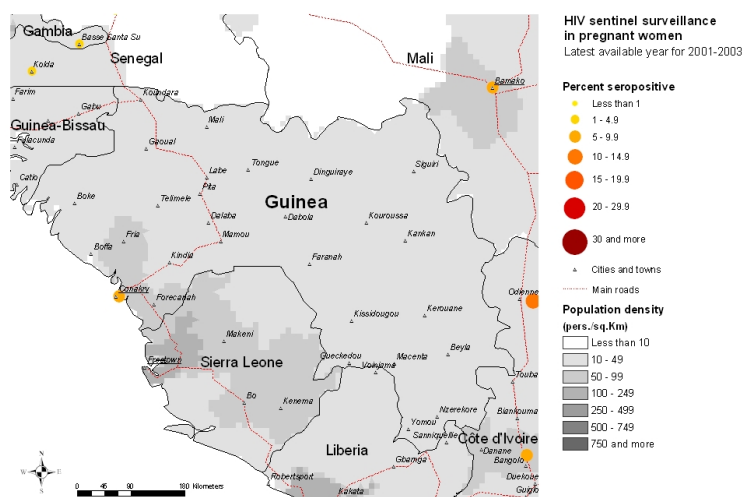 HIV sentinel surveillance
in pregnant women
Latest available year for 2001-2003
Percent seropositive
Less than 1
1 - 4.9
5 - 9.9
10 - 14.9
15 - 19.9
20 - 29.9
30 and more
Cities and towns
Main roads
Population density
(pers./sq.Km)
Less than 10
10 - 49
50 - 99
100 - 249
250 - 499
500 - 749
750 and more
Gambia
Basse Santa Su
Senegal
Mali
Kolda
Bamako
Farim
Koundara
Gabu
Guinea-Bissau
Mali
Fulacunda
Gaoual
Tongue
Siguiri
Labe
Dinguiraye
Catio
Pita
Boke
Telimele
Guinea
Dalaba
Dabola
Kouroussa
Fria
Mamou
Kankan
Boffa
Kindia
Faranah
Conakry
Forecariah
Odienne
Kissidougou
Kerouane
Makeni
Sierra Leone
Gueckedou
Macenta
Beyla
Freetown
Voinjama
Touba
Bo
Kenema
Nzerekore
Biankouma
Yomou
Sanniquellie
Côte d'Ivoire
Liberia
Danane
Gbarnga
Bangolo
Robertsport
Duekoue
Kakata
Guiglo
N
W
E
S
0 45 90 180 Kilometers